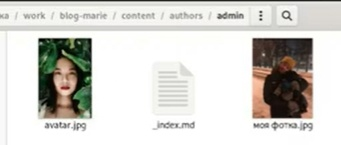 ка / work / blog-marie / content / authors / admin
avatar.jpg
_index.md
моя фотка.jpg